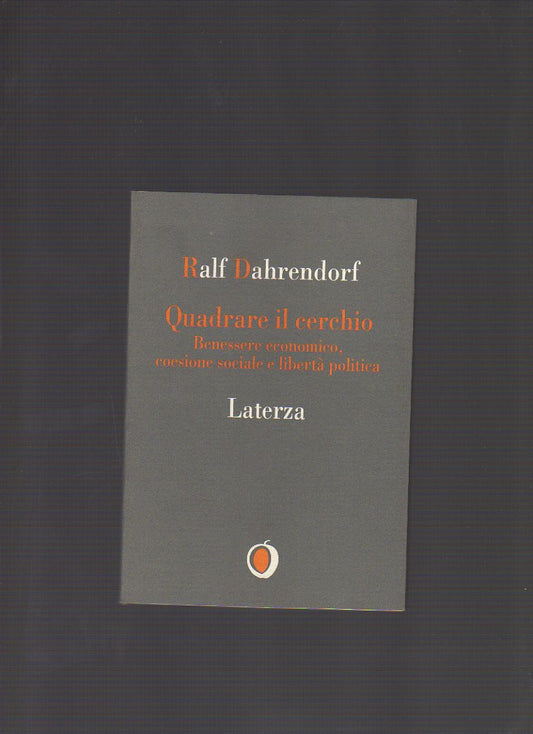 Ralf Dahrendorf
Quadrare il cerchio
Benessere economico,
coesione sociale e libertà politica
Laterza